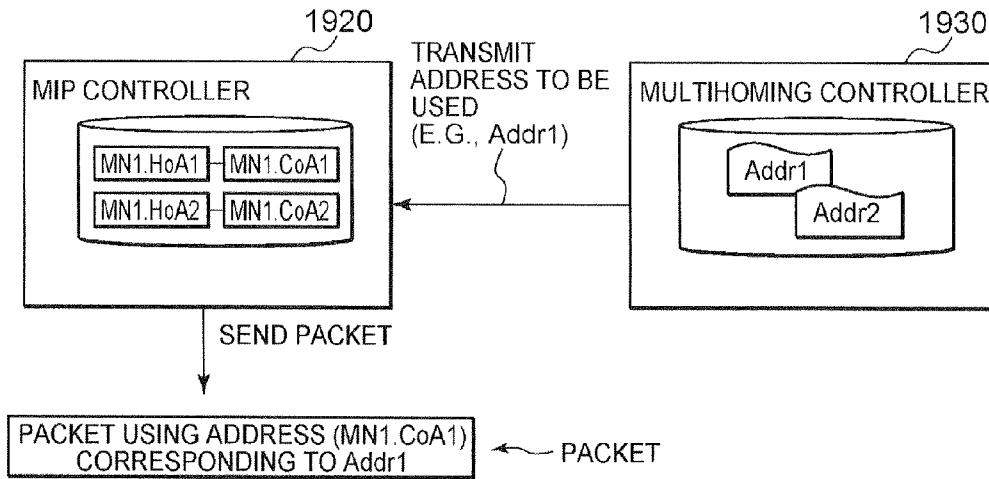 1920
MIP CONTROLLER
MN1.HoA1
MN1.CoA1
MN1.HoA2
MN1.CoA2
TRANSMIT
ADDRESS TO BE
USED
(E.G., Addr1)
1930
MULTIHOMING CONTROLLER
Addr1
Addr2
SEND PACKET
PACKET USING ADDRESS (MN1.CoA1)
CORRESPONDING TO Addr1
PACKET